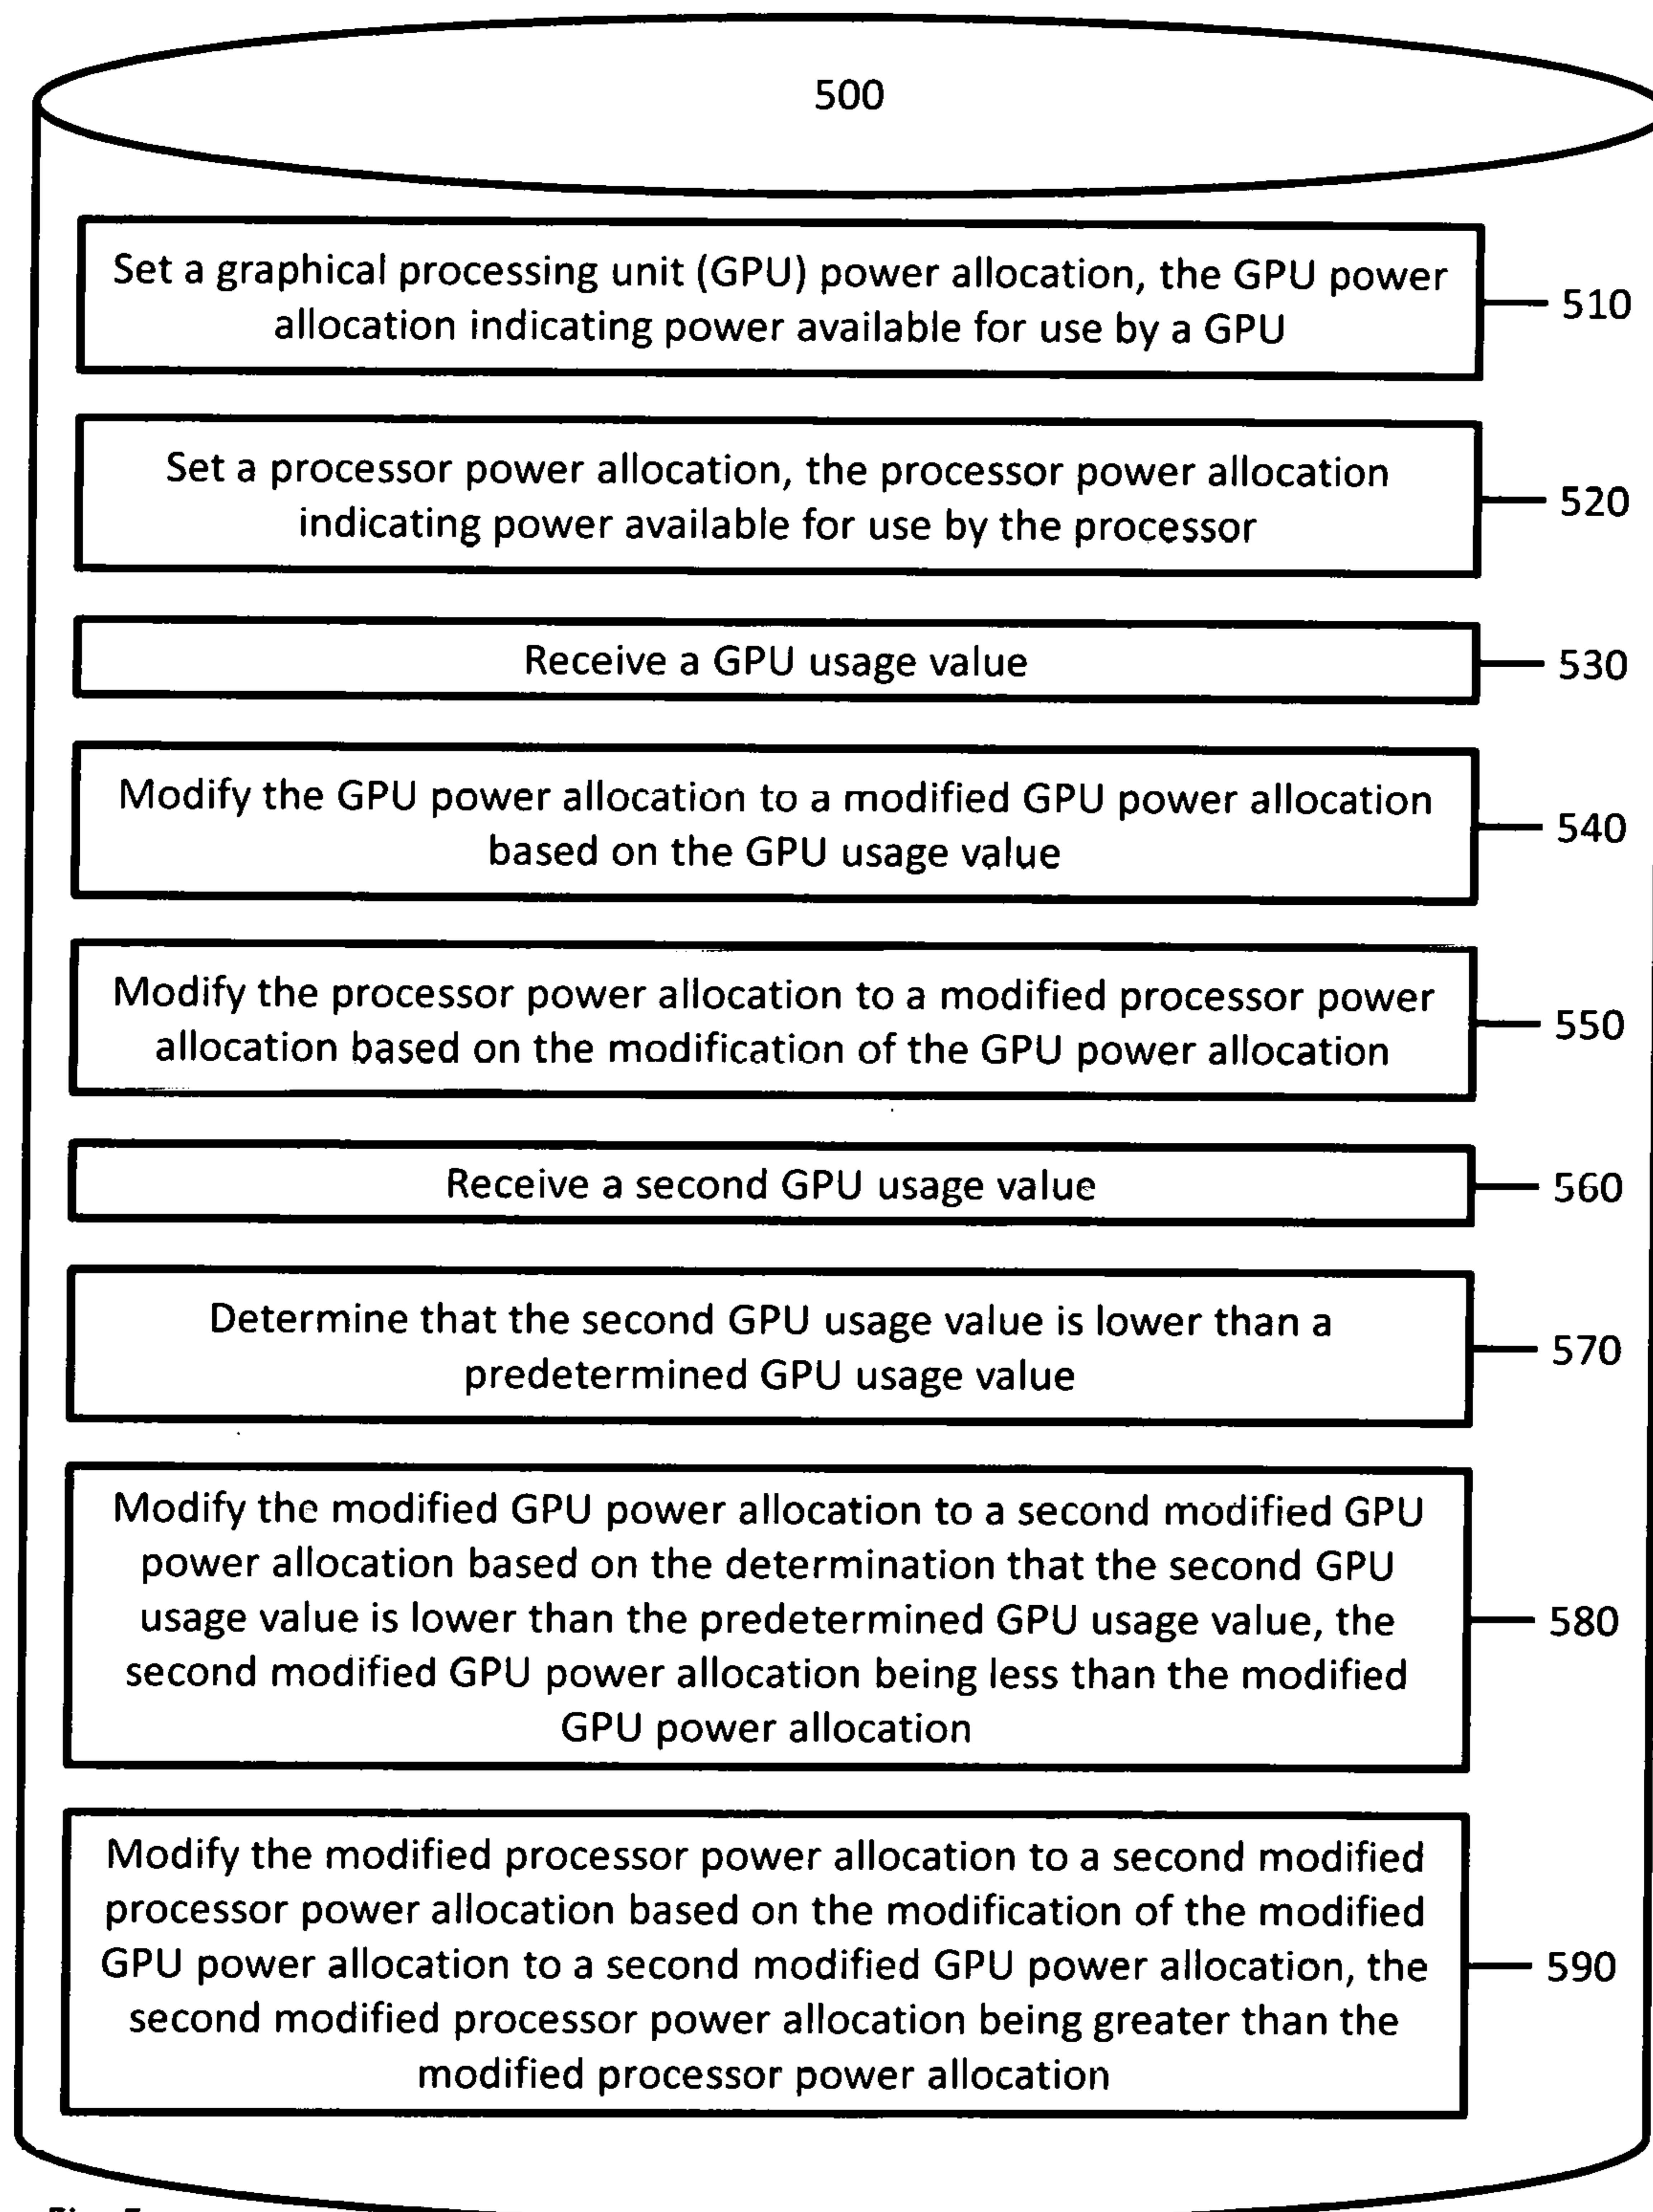 500
Set a graphical processing unit (GPU) power allocation, the GPU power
allocation indicating power available for use by a GPU
510
Set a processor power allocation, the processor power allocation
indicating power available for use by the processor
520
Receive a GPU usage value
530
Modify the GPU power allocation to a modified GPU power allocation
based on the GPU usage value
540
Modify the processor power allocation to a modified processor power
allocation based on the modification of the GPU power allocation
550
Receive a second GPU usage value
560
Determine that the second GPU usage value is lower than a
predetermined GPU usage value
570
Modify the modified GPU power allocation to a second modified GPU
power allocation based on the determination that the second GPU
usage value is lower than the predetermined GPU usage value, the
second modified GPU power allocation being less than the modified
GPU power allocation
580
Modify the modified processor power allocation to a second modified
processor power allocation based on the modification of the modified
GPU power allocation to a second modified GPU power allocation, the
second modified processor power allocation being greater than the
modified processor power allocation
590